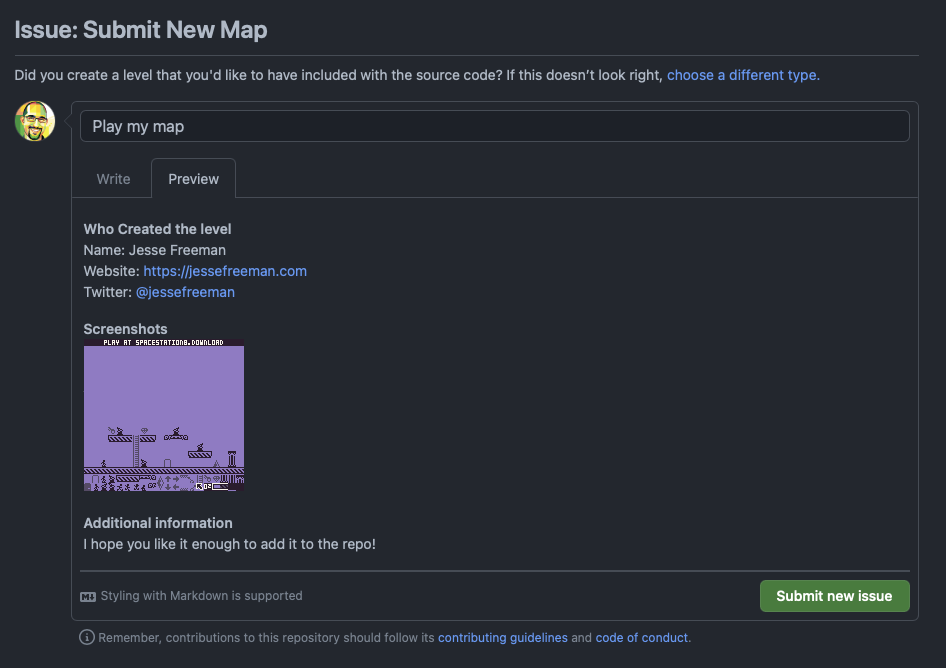 Issue: Submit New Map
Did you create a level that you'd like to have included with the source code? If this doesn’t look right, choose a different type.
Play my map
Write
Preview
Who Created the level
Name: Jesse Freeman
Website: https://jessefreeman.com
Twitter: @jessefreeman
Screenshots
PLAY AT SPACESTATION8.DOWNLOAD
Additional information
I hope you like it enough to add it to the repo!
Styling with Markdown is supported
Submit new issue
Remember, contributions to this repository should follow its contributing guidelines and code of conduct.